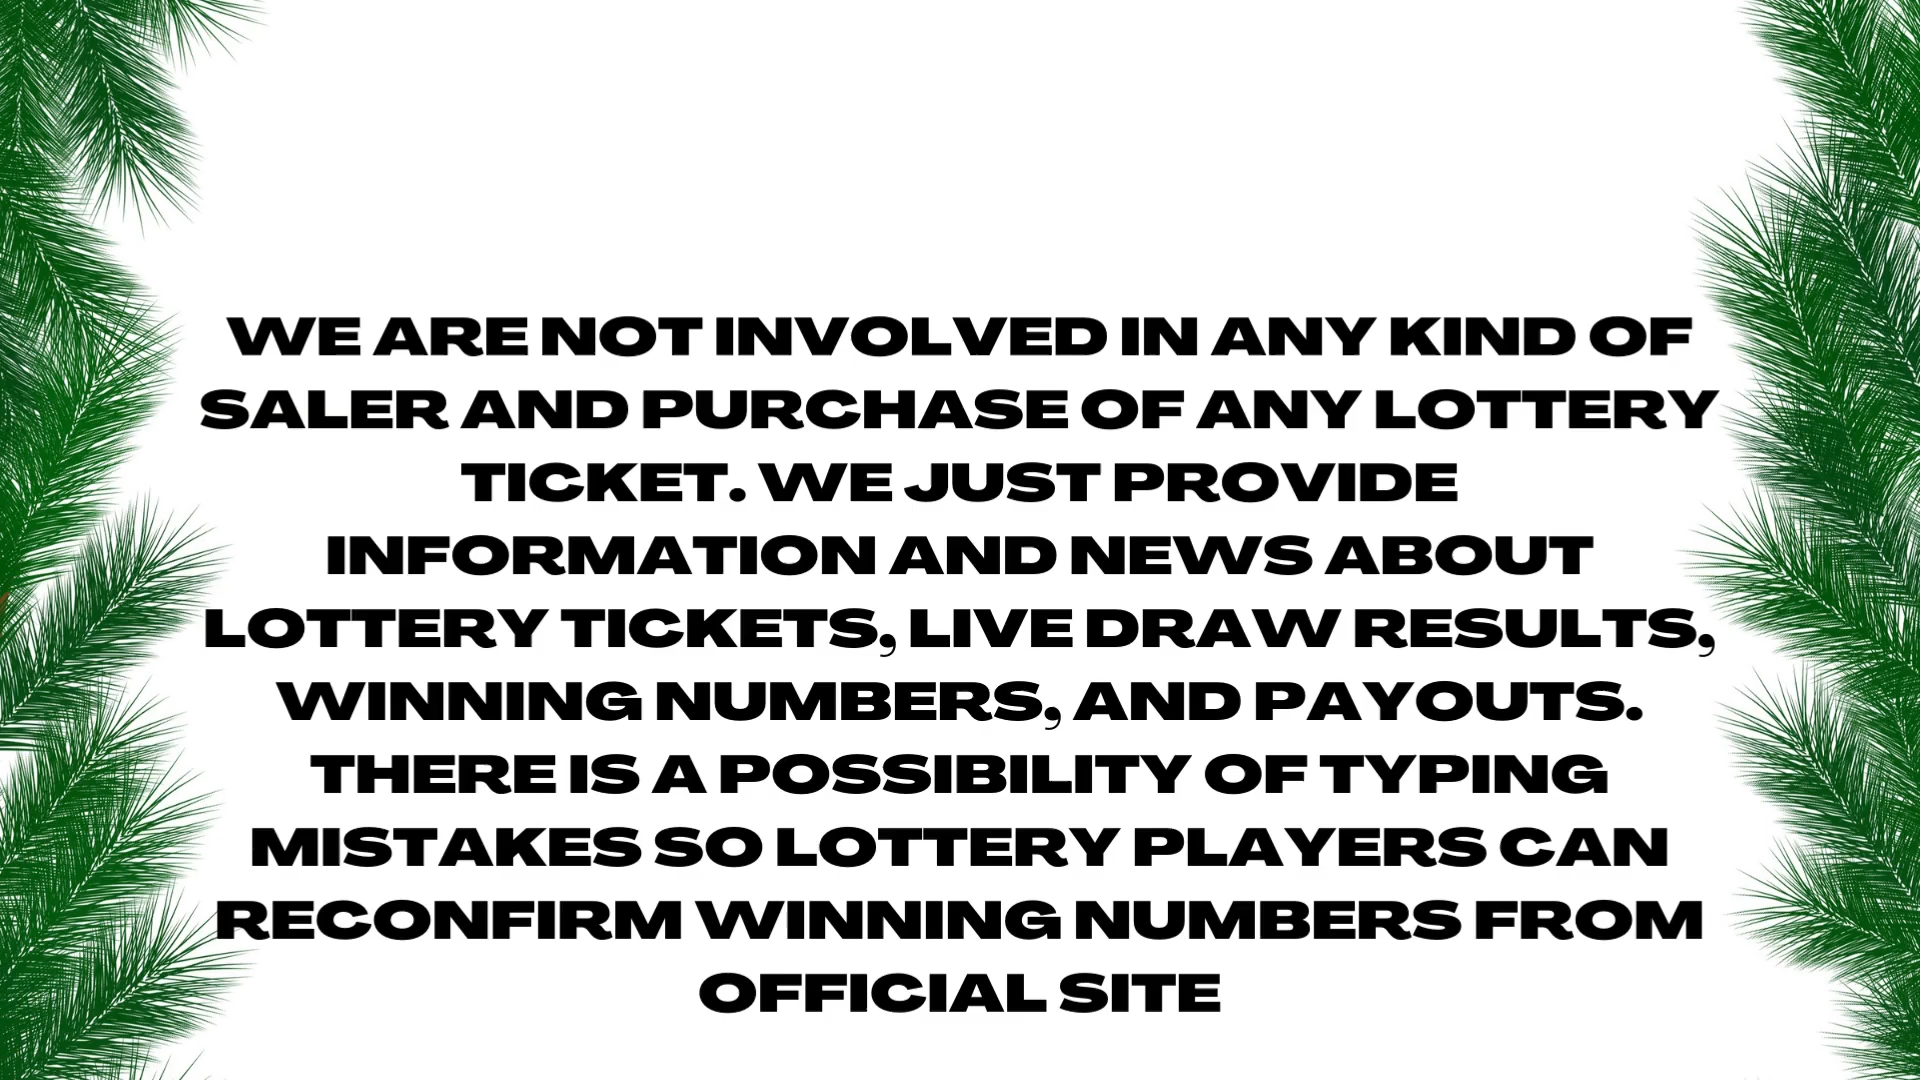 WE ARE NOT INVOLVED IN ANY KIND OF
SALER AND PURCHASE OF ANY LOTTERY
TICKET. WE JUST PROVIDE
INFORMATION AND NEWS ABOUT
LOTTERY TICKETS, LIVE DRAW RESULTS,
WINNING NUMBERS, AND PAYOUTS.
THERE IS A POSSIBILITY OF TYPING
MISTAKES SO LOTTERY PLAYERS CAN
RECONFIRM WINNING NUMBERS FROM
OFFICIAL SITE